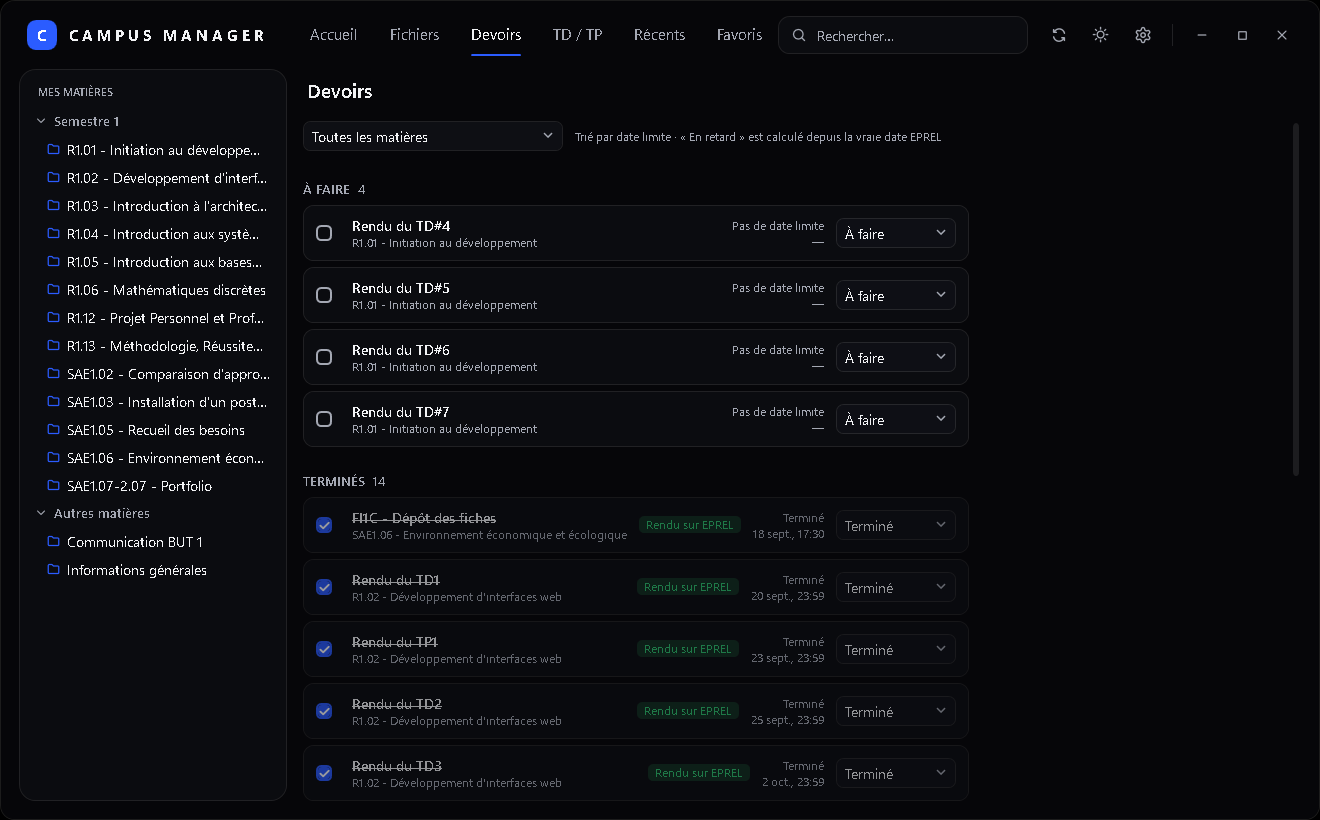 C CAMPUS MANAGER Accueil Fichiers Devoirs TD / TP Récents Favoris Rechercher...
MES MATIÈRES
Semestre 1
R1.01 - Initiation au développe...
R1.02 - Développement d'interf...
R1.03 - Introduction à l'architec...
R1.04 - Introduction aux systè...
R1.05 - Introduction aux bases...
R1.06 - Mathématiques discrètes
R1.12 - Projet Personnel et Prof...
R1.13 - Méthodologie, Réussite...
SAE1.02 - Comparaison d'appro...
SAE1.03 - Installation d'un post...
SAE1.05 - Recueil des besoins
SAE1.06 - Environnement écon...
SAE1.07-2.07 - Portfolio
Autres matières
Communication BUT 1
Informations générales
Devoirs
Toutes les matières Trié par date limite · « En retard » est calculé depuis la vraie date EPREL
À FAIRE 4
Rendu du TD#4 Pas de date limite À faire
R1.01 - Initiation au développement —
Rendu du TD#5 Pas de date limite À faire
R1.01 - Initiation au développement —
Rendu du TD#6 Pas de date limite À faire
R1.01 - Initiation au développement —
Rendu du TD#7 Pas de date limite À faire
R1.01 - Initiation au développement —
TERMINÉS 14
FI1C - Dépôt des fiches Rendu sur EPREL Terminé Terminé
SAE1.06 - Environnement économique et écologique 18 sept., 17:30
Rendu du TD1 Rendu sur EPREL Terminé Terminé
R1.02 - Développement d'interfaces web 20 sept., 23:59
Rendu du TP1 Rendu sur EPREL Terminé Terminé
R1.02 - Développement d'interfaces web 23 sept., 23:59
Rendu du TD2 Rendu sur EPREL Terminé Terminé
R1.02 - Développement d'interfaces web 25 sept., 23:59
Rendu du TD3 Rendu sur EPREL Terminé Terminé
R1.02 - Développement d'interfaces web 2 oct., 23:59